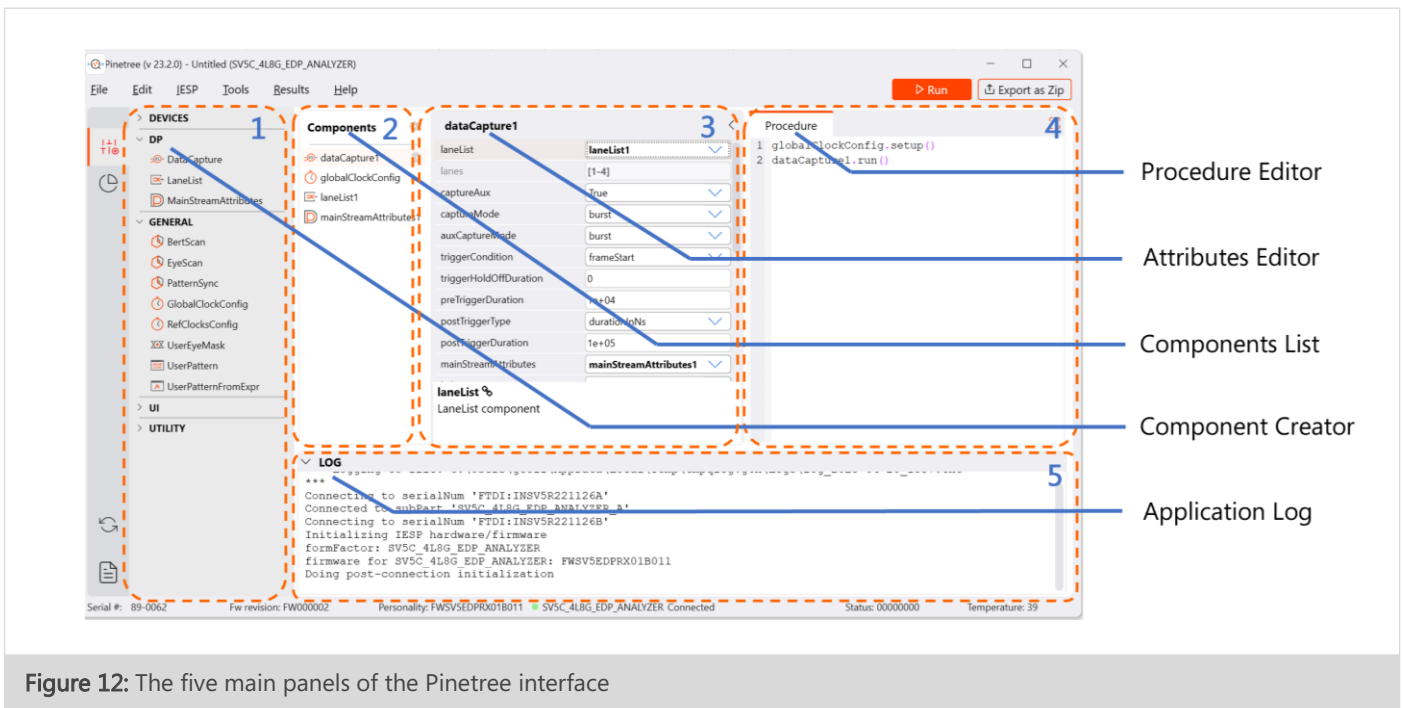 Pinetree (v 23.2.0) - Untitled (SV5C_4L8G_EDP_ANALYZER)
File Edit IESP Tools Results Help
Run
Export as Zip
DEVICES
1
DP
DataCapture
LaneList
MainStreamAttributes
GENERAL
BertScan
EyeScan
PatternSync
GlobalClockConfig
RefClocksConfig
UserEyeMask
UserPattern
UserPatternFromExpr
UI
UTILITY
Components 2
dataCapture1
globalClockConfig
laneList1
mainStreamAttributes1
dataCapture1 3
laneList laneList1
lanes [1-4]
captureAux True
captureMode burst
auxCaptureMode burst
triggerCondition frameStart
triggerHoldOffDuration 0
preTriggerDuration 1e+04
postTriggerType durationInNs
postTriggerDuration 1e+05
mainStreamAttributes mainStreamAttributes1
laneList
LaneList component
Procedure 4
1 globalClockConfig.setup()
2 dataCapture1.run()
LOG
5
***
Connecting to serialNum 'FTDI:INSV5R221126A'
Connected to subPart 'SV5C_4L8G_EDP_ANALYZER_A'
Connecting to serialNum 'FTDI:INSV5R221126B'
Initializing IESP hardware/firmware
formFactor: SV5C_4L8G_EDP_ANALYZER
firmware for SV5C_4L8G_EDP_ANALYZER: FWSV5EDPRX01B011
Doing post-connection initialization
Serial #: 89-0062 Fw revision: FW000002 Personality: FWSV5EDPRX01B011 SV5C_4L8G_EDP_ANALYZER Connected Status: 00000000 Temperature: 39
Procedure Editor
Attributes Editor
Components List
Component Creator
Application Log
Figure 12: The five main panels of the Pinetree interface